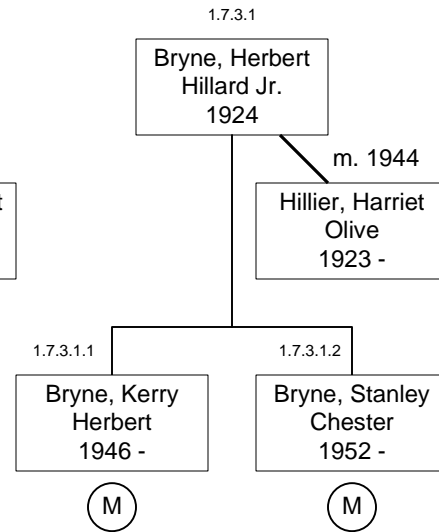 1.7.3.1
Bryne, Herbert
Hillard Jr.
1924
m. 1944
Hillier, Harriet
Olive
1923 -
1.7.3.1.1
1.7.3.1.2
Bryne, Kerry
Herbert
1946 -
Bryne, Stanley
Chester
1952 -
M
M